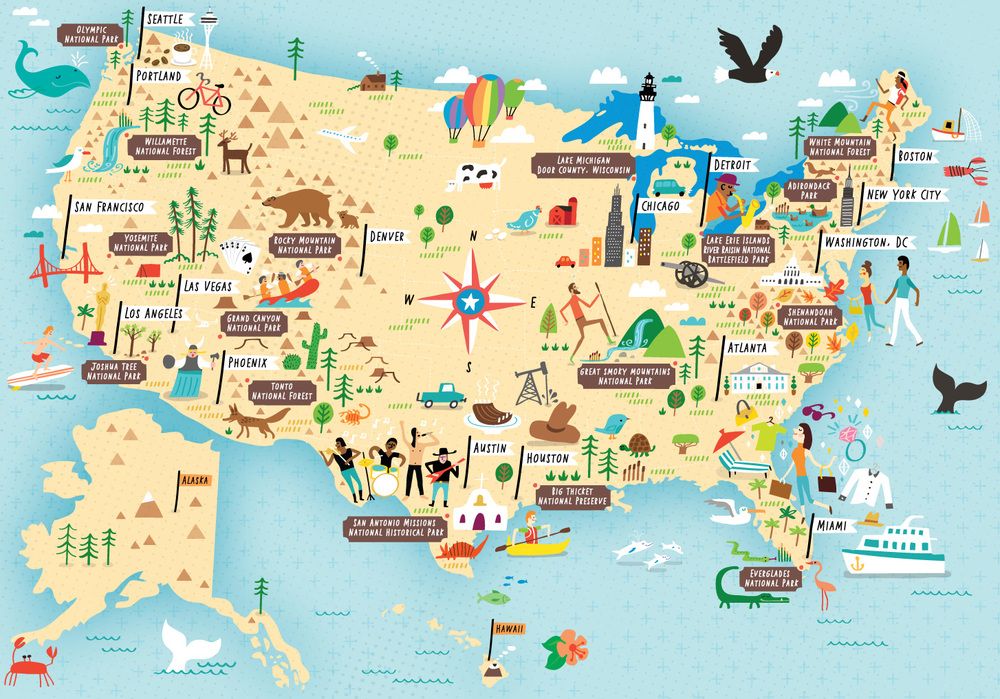 SEATTLE
OLYMPIC
NATIONAL PARK
PORTLAND
WILLAMETTE
NATIONAL FOREST
SAN FRANCISCO
YOSEMITE
NATIONAL PARK
ROCKY MOUNTAIN
NATIONAL PARK
DENVER
LAS VEGAS
GRAND CANYON
NATIONAL PARK
LOS ANGELES
JOSHUA TREE
NATIONAL PARK
PHOENIX
TONTO
NATIONAL FOREST
N
W
E
S
LAKE MICHIGAN
DOOR COUNTY, WISCONSIN
DETROIT
CHICAGO
LAKE ERIE ISLANDS
RIVER RAISIN NATIONAL
BATTLEFIELD PARK
WHITE MOUNTAIN
NATIONAL FOREST
BOSTON
ADIRONDACK
PARK
NEW YORK CITY
WASHINGTON, DC
SHENANDOAH
NATIONAL PARK
GREAT SMOKY MOUNTAINS
NATIONAL PARK
ATLANTA
AUSTIN
HOUSTON
BIG THICKET
NATIONAL PRESERVE
SAN ANTONIO MISSIONS
NATIONAL HISTORICAL PARK
MIAMI
EVERGLADES
NATIONAL PARK
ALASKA
HAWAII